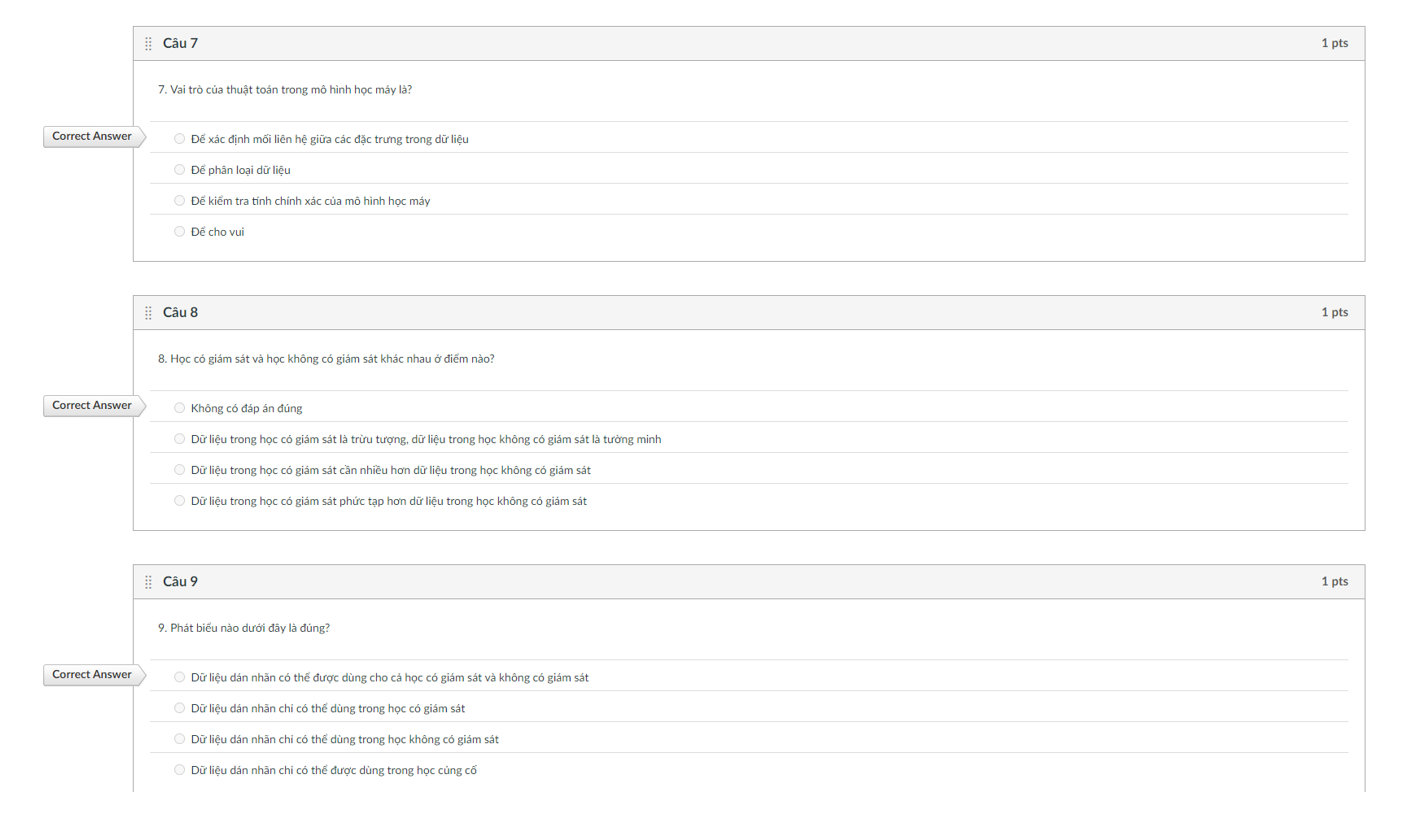 Câu 7 1 pts
7. Vai trò của thuật toán trong mô hình học máy là?
Correct Answer
Để xác định mối liên hệ giữa các đặc trưng trong dữ liệu
Để phân loại dữ liệu
Để kiểm tra tính chính xác của mô hình học máy
Để cho vui
Câu 8 1 pts
8. Học có giám sát và học không có giám sát khác nhau ở điểm nào?
Correct Answer
Không có đáp án đúng
Dữ liệu trong học có giám sát là trừu tượng, dữ liệu trong học không có giám sát là tường minh
Dữ liệu trong học có giám sát cần nhiều hơn dữ liệu trong học không có giám sát
Dữ liệu trong học có giám sát phức tạp hơn dữ liệu trong học không có giám sát
Câu 9 1 pts
9. Phát biểu nào dưới đây là đúng?
Correct Answer
Dữ liệu dán nhãn có thể được dùng cho cả học có giám sát và không có giám sát
Dữ liệu dán nhãn chỉ có thể dùng trong học có giám sát
Dữ liệu dán nhãn chỉ có thể dùng trong học không có giám sát
Dữ liệu dán nhãn chỉ có thể được dùng trong học củng cố